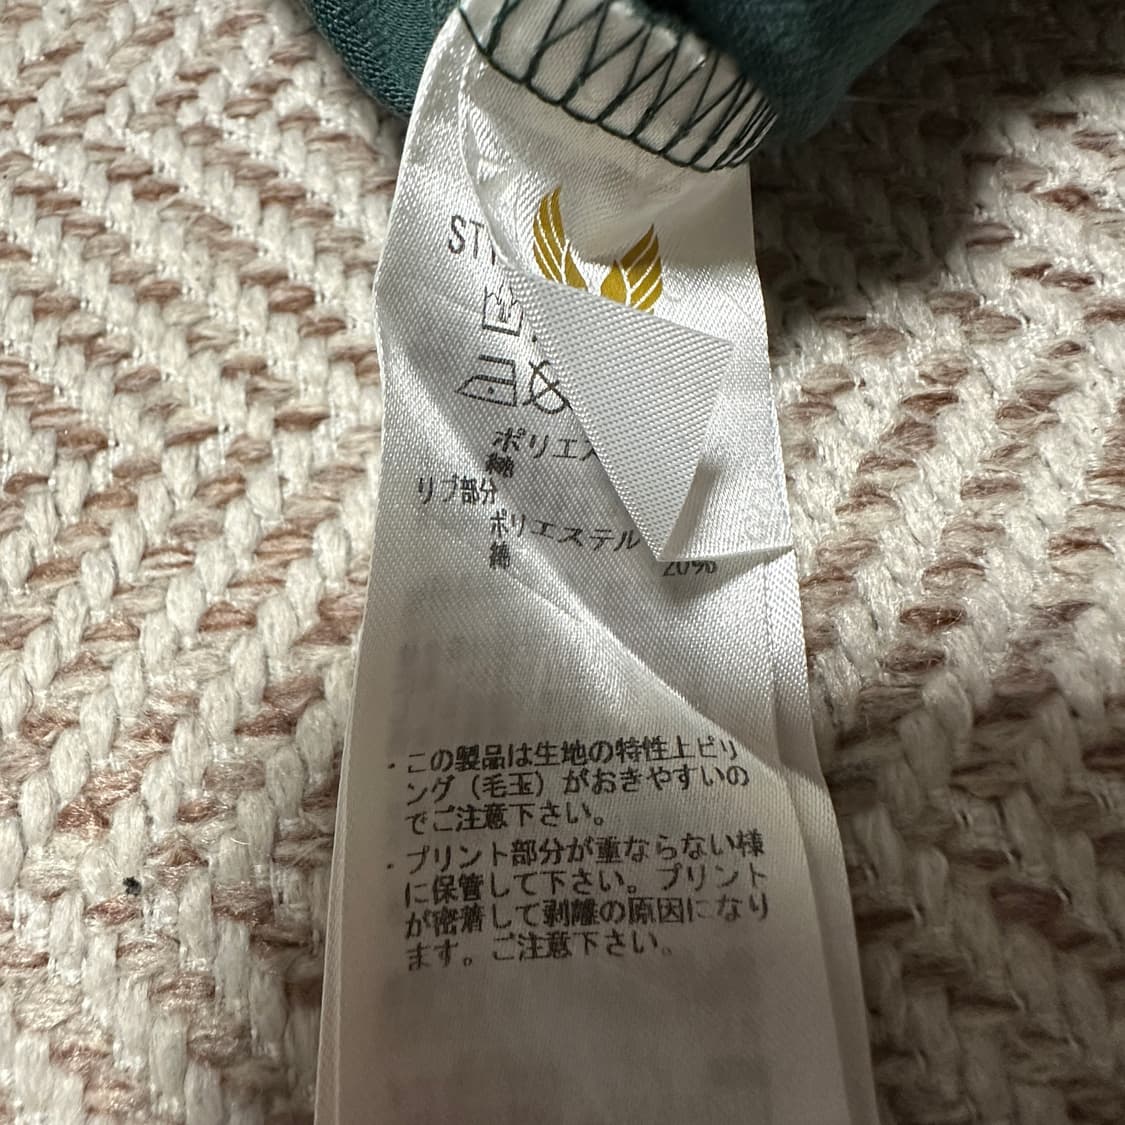 ST
ポリエス
綿
リブ部分
ポリエステル
綿 20%
・この製品は生地の特性上ピリ
ング（毛玉）がおきやすいの
でご注意下さい。
・プリント部分が重ならない様
に保管して下さい。プリント
が密着して剥離の原因になり
ます。ご注意下さい。